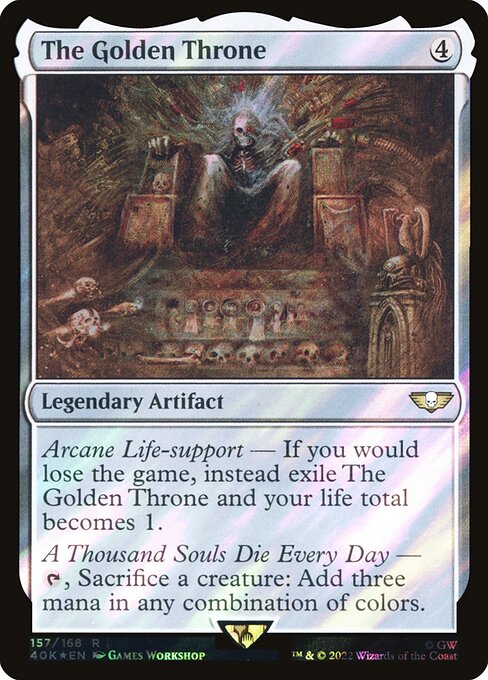 The Golden Throne 4
Legendary Artifact
Arcane Life-support — If you would
lose the game, instead exile The
Golden Throne and your life total
becomes 1.
A Thousand Souls Die Every Day —
, Sacrifice a creature: Add three
mana in any combination of colors.
157/168 R
40K★EN GAMES WORKSHOP
© GW
™ & © 2022 Wizards of the Coast